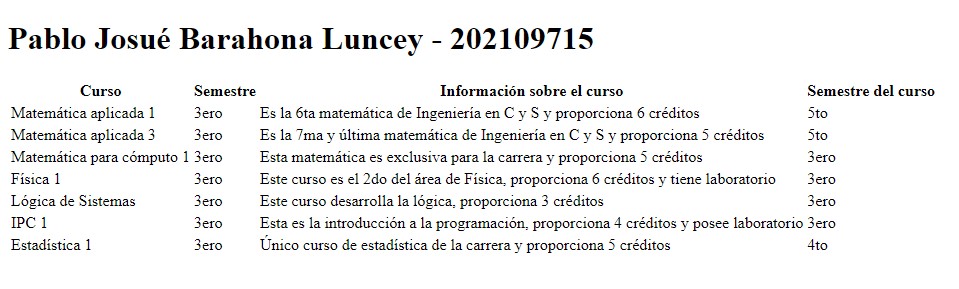 Pablo Josué Barahona Luncey - 202109715
Curso Semestre Información sobre el curso Semestre del curso
Matemática aplicada 1 3ero Es la 6ta matemática de Ingeniería en C y S y proporciona 6 créditos 5to
Matemática aplicada 3 3ero Es la 7ma y última matemática de Ingeniería en C y S y proporciona 5 créditos 5to
Matemática para cómputo 1 3ero Esta matemática es exclusiva para la carrera y proporciona 5 créditos 3ero
Física 1 3ero Este curso es el 2do del área de Física, proporciona 6 créditos y tiene laboratorio 3ero
Lógica de Sistemas 3ero Este curso desarrolla la lógica, proporciona 3 créditos 3ero
IPC 1 3ero Esta es la introducción a la programación, proporciona 4 créditos y posee laboratorio 3ero
Estadística 1 3ero Único curso de estadística de la carrera y proporciona 5 créditos 4to